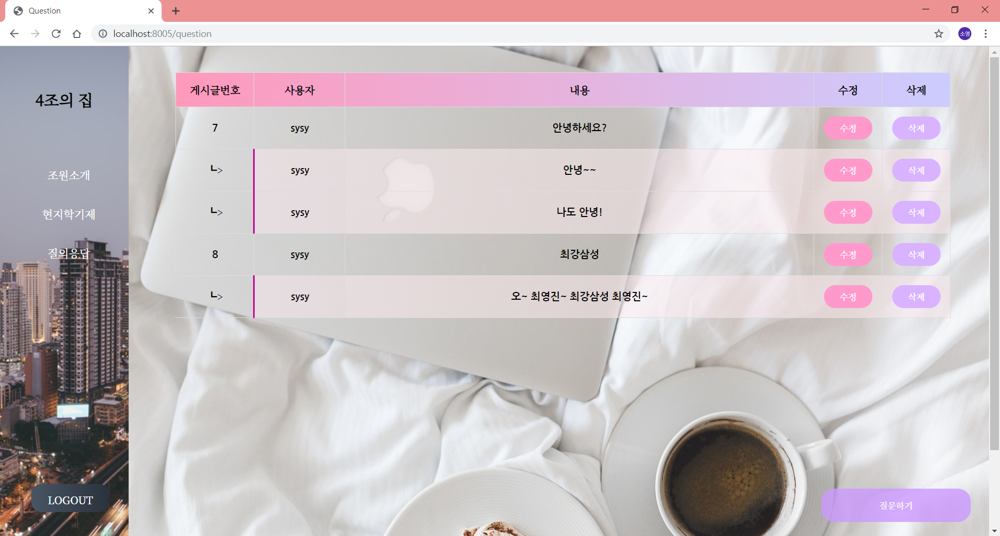 Question
localhost:8005/question
소영
4조의 집
조원소개
현지학기제
질의응답
LOGOUT
게시글번호 사용자 내용 수정 삭제
7 sysy 안녕하세요? 수정 삭제
ㄴ> sysy 안녕~~ 수정 삭제
ㄴ> sysy 나도 안녕! 수정 삭제
8 sysy 최강삼성 수정 삭제
ㄴ> sysy 오~ 최영진~ 최강삼성 최영진~ 수정 삭제
질문하기